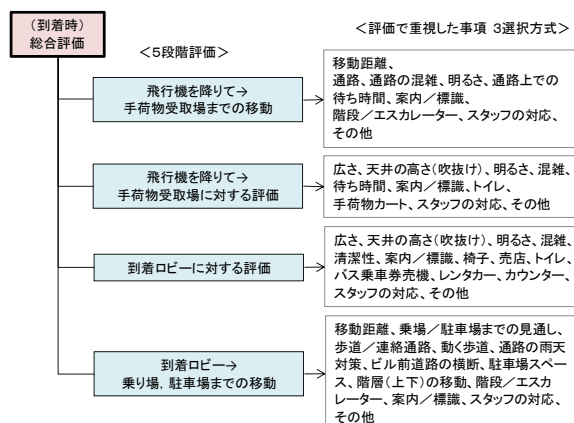 （到着時）
総合評価
＜5段階評価＞
＜評価で重視した事項 3選択方式＞
飛行機を降りて→
手荷物受取場までの移動
移動距離、
通路、通路の混雑、明るさ、通路上での
待ち時間、案内／標識、
階段／エスカレーター、スタッフの対応、
その他
飛行機を降りて→
手荷物受取場に対する評価
広さ、天井の高さ（吹抜け）、明るさ、混雑、
待ち時間、案内／標識、トイレ、
手荷物カート、スタッフの対応、その他
到着ロビーに対する評価
広さ、天井の高さ（吹抜け）、明るさ、混雑、
清潔性、案内／標識、椅子、売店、トイレ、
バス乗車券売機、レンタカー、カウンター、
スタッフの対応、その他
到着ロビー→
乗り場，駐車場までの移動
移動距離、乗場／駐車場までの見通し、
歩道／連絡通路、動く歩道、通路の雨天
対策、ビル前道路の横断、駐車場スペー
ス、階層（上下）の移動、階段／エスカ
レーター、案内／標識、スタッフの対応、
その他